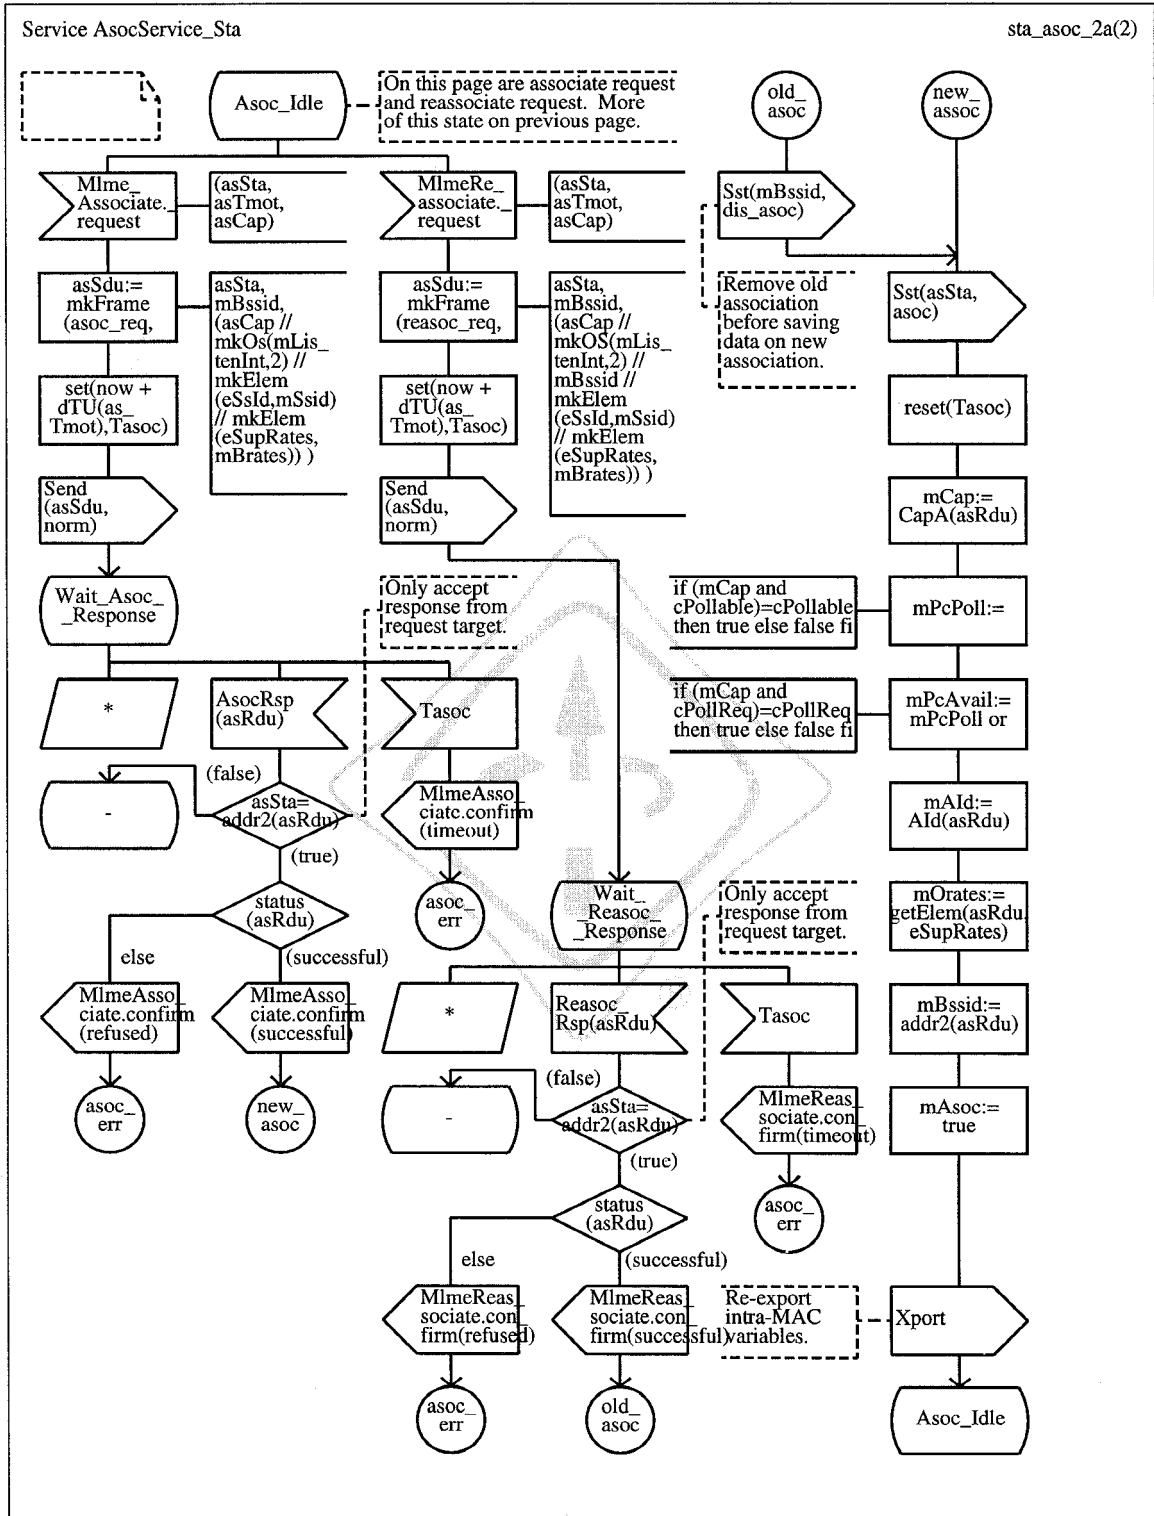 Service AsocService_Sta
sta_asoc_2a(2)
Asoc_Idle
On this page are associate request
and reassociate request.  More
of this state on previous page.
old_
asoc
new_
assoc
Mlme_
Associate._
request
(asSta,
asTmot,
asCap)
MlmeRe_
associate._
request
(asSta,
asTmot,
asCap)
Sst(mBssid,
dis_asoc)
asSdu:=
mkFrame
(asoc_req,
asSta,
mBssid,
(asCap //
mkOs(mLis_
tenInt,2) //
mkElem
(eSsId,mSsid)
// mkElem
(eSupRates,
mBrates)) )
asSdu:=
mkFrame
(reasoc_req,
asSta,
mBssid,
(asCap //
mkOS(mLis_
tenInt,2) //
mBssid //
mkElem
(eSsId,mSsid)
// mkElem
(eSupRates,
mBrates)) )
Remove old
association
before saving
data on new
association.
Sst(asSta,
asoc)
set(now +
dTU(as_
Tmot),Tasoc)
set(now +
dTU(as_
Tmot),Tasoc)
reset(Tasoc)
Send
(asSdu,
norm)
Send
(asSdu,
norm)
mCap:=
CapA(asRdu)
Wait_Asoc_
_Response
Only accept
response from
request target.
if (mCap and
cPollable)=cPollable
then true else false fi
mPcPoll:=
*
AsocRsp
(asRdu)
Tasoc
if (mCap and
cPollReq)=cPollReq
then true else false fi
mPcAvail:=
mPcPoll or
(false)
-
asSta=
addr2(asRdu)
(true)
MlmeAsso_
ciate.confirm
(timeout)
mAId:=
AId(asRdu)
status
(asRdu)
asoc_
err
Wait_
_Reasoc_
_Response
Only accept
response from
request target.
mOrates:=
getElem(asRdu,
eSupRates)
else
(successful)
MlmeAsso_
ciate.confirm
(refused)
MlmeAsso_
ciate.confirm
(successful)
*
Reasoc_
Rsp(asRdu)
Tasoc
mBssid:=
addr2(asRdu)
asoc_
err
new_
asoc
(false)
-
asSta=
addr2(asRdu)
(true)
MlmeReas_
sociate.con_
firm(timeout)
mAsoc:=
true
status
(asRdu)
asoc_
err
else
(successful)
MlmeReas_
sociate.con_
firm(refused)
MlmeReas_
sociate.con_
firm(successful)
Re-export
intra-MAC
variables.
Xport
asoc_
err
old_
asoc
Asoc_Idle